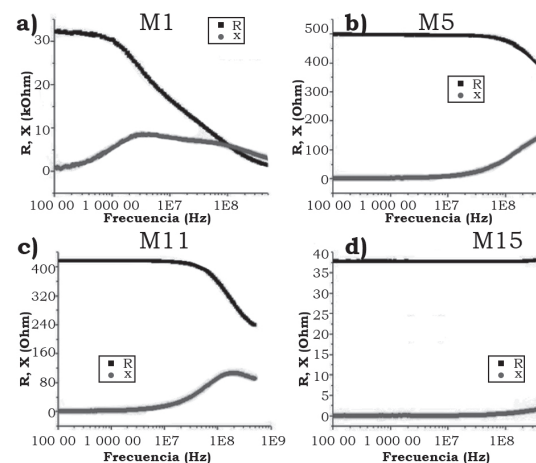 a) M1
R
x
R, X (kOhm)
30
20
10
0
100 00 1 000 00 1E7 1E8
Frecuencia (Hz)
b) M5
R
x
R, X (Ohm)
500
400
300
200
100
0
100 00 1 000 00 1E7 1E8
Frecuencia (Hz)
c) M11
R
x
R, X (Ohm)
400
320
240
160
80
0
100 00 1 000 00 1E7 1E8 1E9
Frecuencia (Hz)
d) M15
R
x
R, X (Ohm)
40
35
30
25
20
15
10
5
0
100 00 1 000 00 1E7 1E8
Frecuencia (Hz)